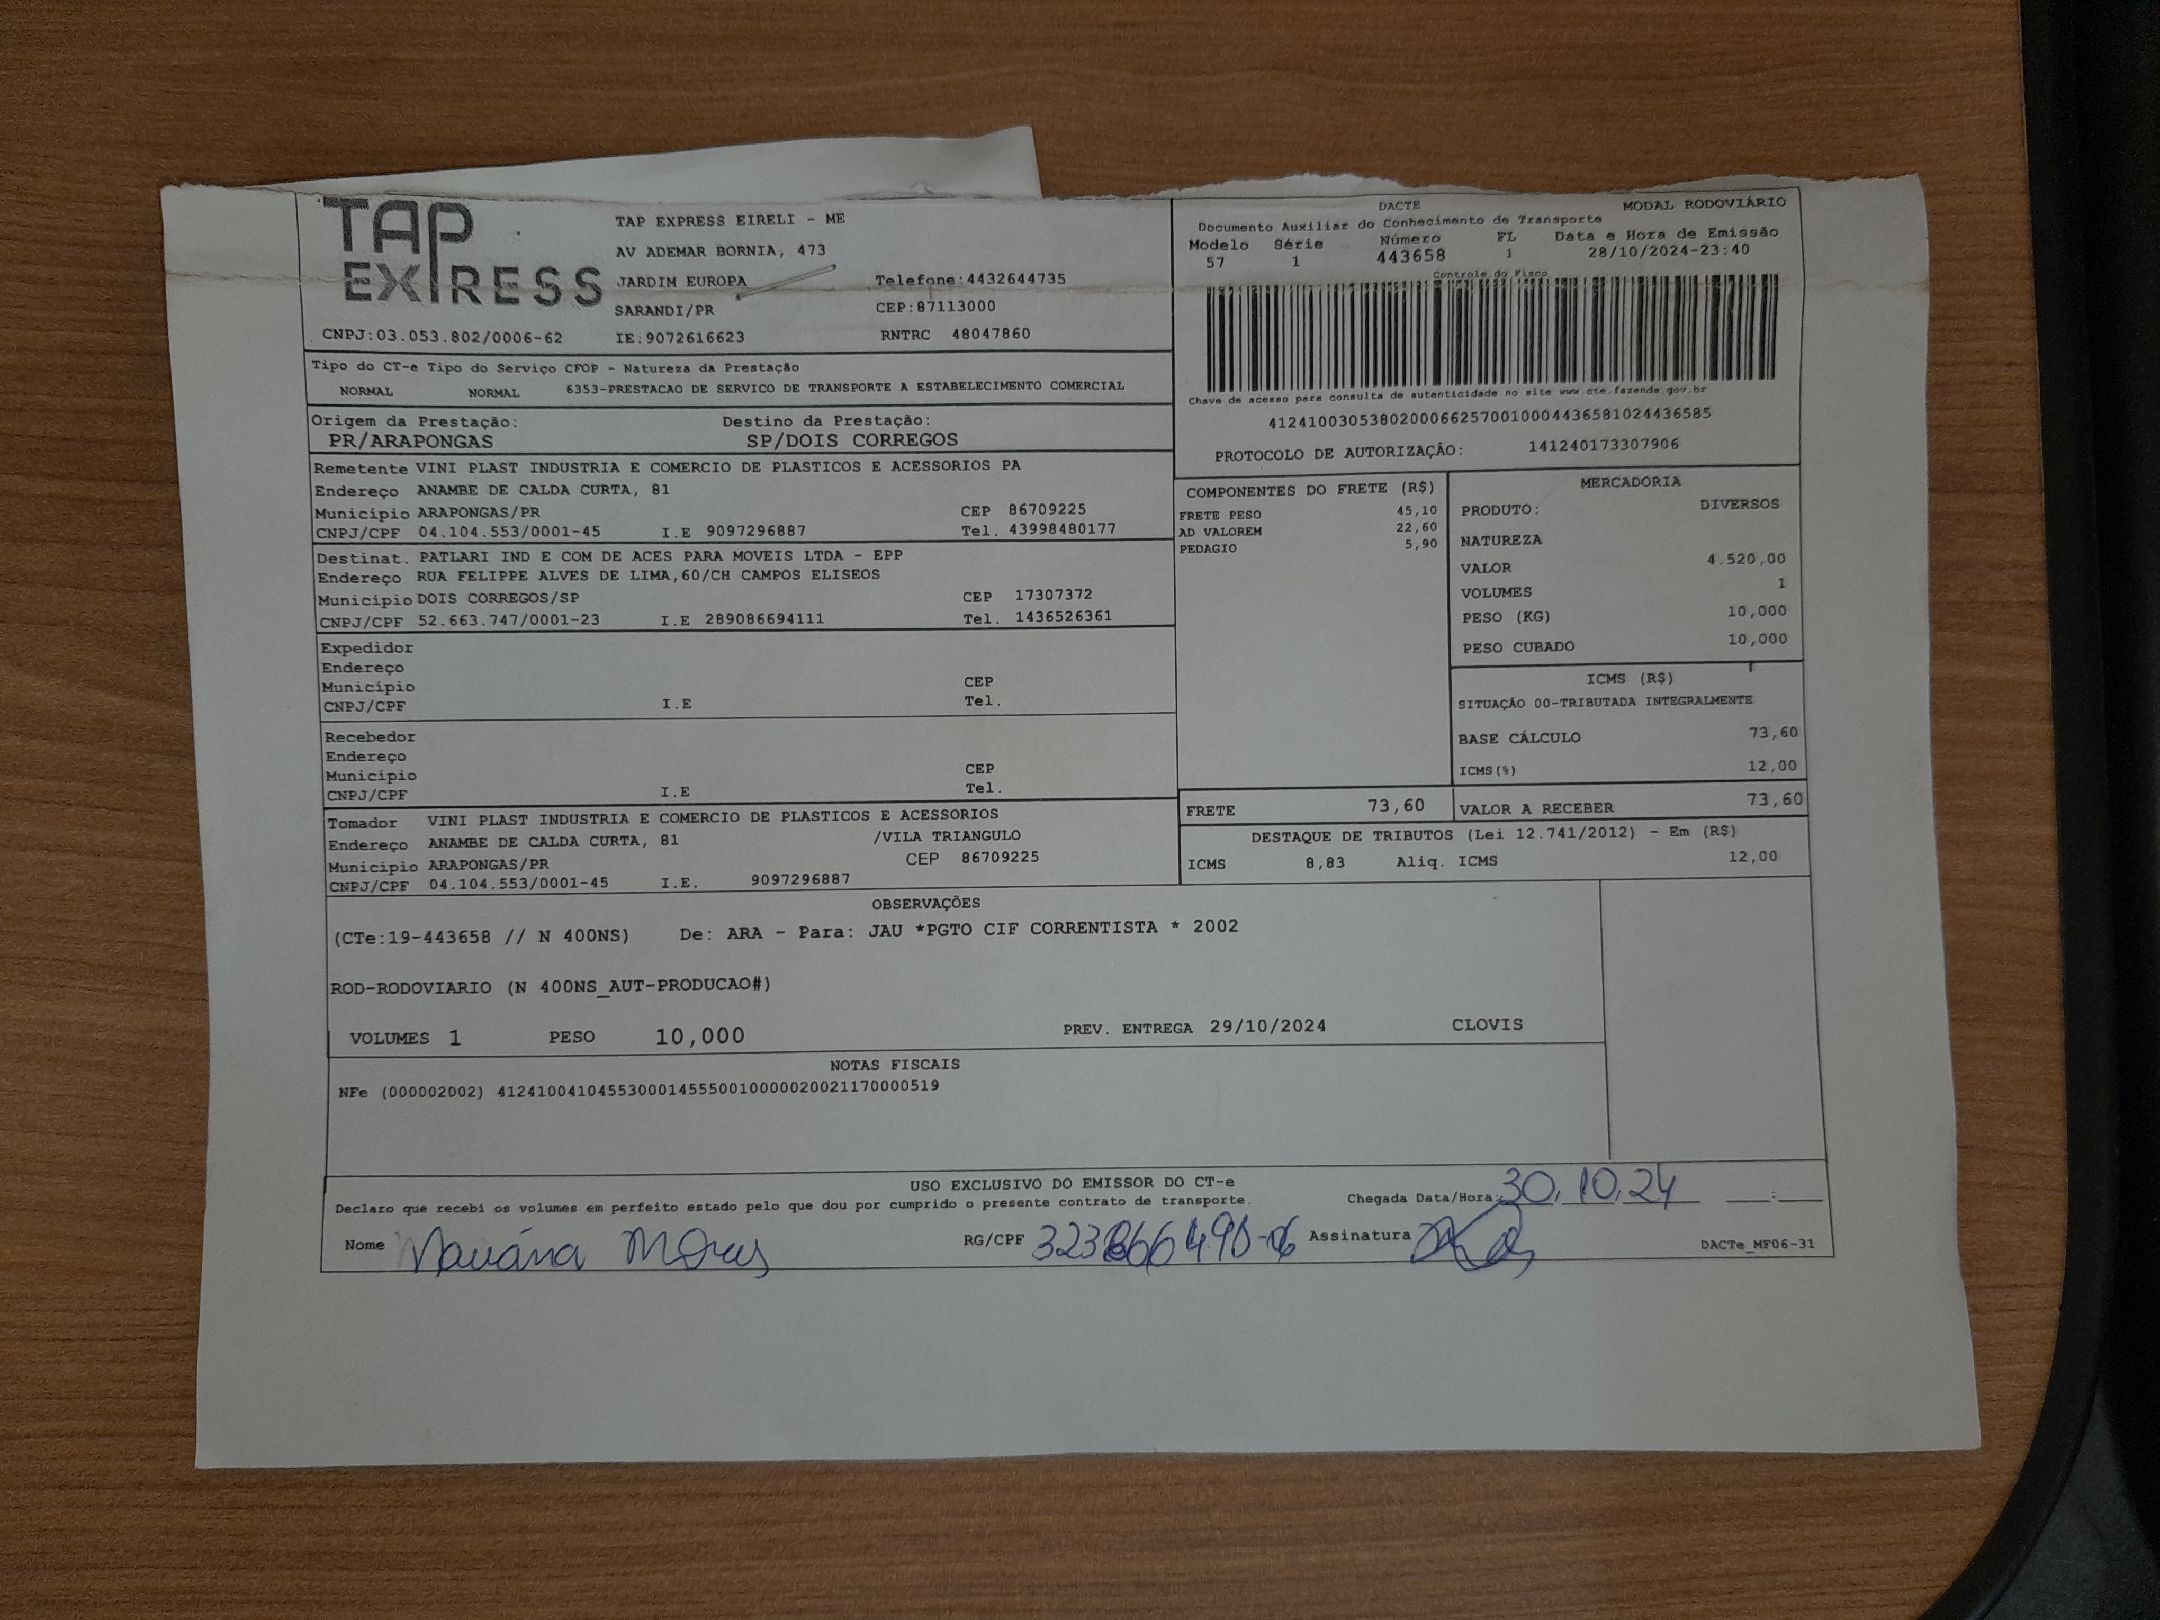 TAP
EXPRESS
TAP EXPRESS EIRELI - ME
AV ADEMAR BORNIA, 473
JARDIM EUROPA Telefone:4432644735
SARANDI/PR CEP:87113000
CNPJ:03.053.802/0006-62 IE:9072616623 RNTRC 48047860
DACTE MODAL RODOVIÁRIO
Documento Auxiliar do Conhecimento de Transporte
Modelo Série Número FL Data e Hora de Emissão
57 1 443658 1 28/10/2024-23:40
Controle do Fisco
Chave de acesso para consulta de autenticidade no site www.cte.fazenda.gov.br
41241003053802000662570010004436581024436585
PROTOCOLO DE AUTORIZAÇÃO: 141240173307906
Tipo do CT-e Tipo do Serviço CFOP - Natureza da Prestação
NORMAL NORMAL 6353-PRESTACAO DE SERVICO DE TRANSPORTE A ESTABELECIMENTO COMERCIAL
Origem da Prestação: Destino da Prestação:
PR/ARAPONGAS SP/DOIS CORREGOS
Remetente VINI PLAST INDUSTRIA E COMERCIO DE PLASTICOS E ACESSORIOS PA
Endereço ANAMBE DE CALDA CURTA, 81
Município ARAPONGAS/PR CEP 86709225
CNPJ/CPF 04.104.553/0001-45 I.E 9097296887 Tel. 43998480177
Destinat. PATLARI IND E COM DE ACES PARA MOVEIS LTDA - EPP
Endereço RUA FELIPPE ALVES DE LIMA,60/CH CAMPOS ELISEOS
Município DOIS CORREGOS/SP CEP 17307372
CNPJ/CPF 52.663.747/0001-23 I.E 289086694111 Tel. 1436526361
Expedidor
Endereço
Município CEP
CNPJ/CPF I.E Tel.
Recebedor
Endereço
Município CEP
CNPJ/CPF I.E Tel.
Tomador VINI PLAST INDUSTRIA E COMERCIO DE PLASTICOS E ACESSORIOS
Endereço ANAMBE DE CALDA CURTA, 81 /VILA TRIANGULO
Município ARAPONGAS/PR CEP 86709225
CNPJ/CPF 04.104.553/0001-45 I.E. 9097296887
COMPONENTES DO FRETE (R$)
FRETE PESO 45,10
AD VALOREM 22,60
PEDAGIO 5,90
MERCADORIA
PRODUTO: DIVERSOS
NATUREZA
VALOR 4.520,00
VOLUMES 1
PESO (KG) 10,000
PESO CUBADO 10,000
ICMS (R$)
SITUAÇÃO 00-TRIBUTADA INTEGRALMENTE
BASE CÁLCULO 73,60
ICMS(%) 12,00
FRETE 73,60 VALOR A RECEBER 73,60
DESTAQUE DE TRIBUTOS (Lei 12.741/2012) - Em (R$)
ICMS 8,83 Aliq. ICMS 12,00
OBSERVAÇÕES
(CTe:19-443658 // N 400NS) De: ARA - Para: JAU *PGTO CIF CORRENTISTA * 2002
ROD-RODOVIARIO (N 400NS_AUT-PRODUCAO#)
VOLUMES 1 PESO 10,000 PREV. ENTREGA 29/10/2024 CLOVIS
NOTAS FISCAIS
NFe (000002002) 41241004104553000145550010000020021170000519
USO EXCLUSIVO DO EMISSOR DO CT-e
Declaro que recebi os volumes em perfeito estado pelo que dou por cumprido o presente contrato de transporte. Chegada Data/Hora: 30.10.24 __:__
Nome RG/CPF Assinatura DACTe_MF06-31